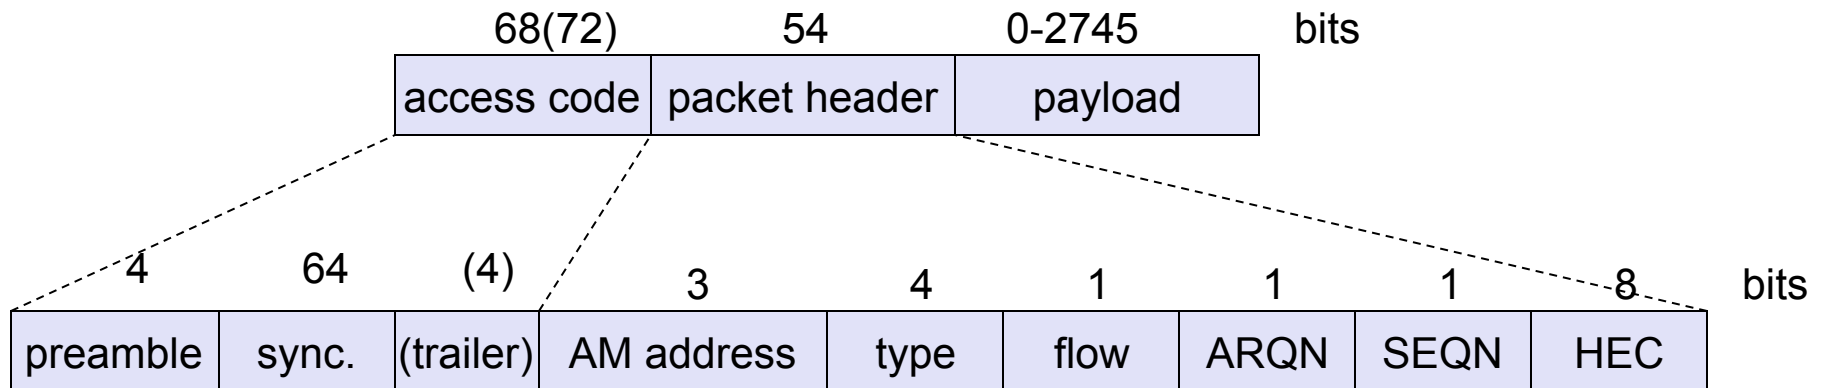 68(72) 54 0-2745 bits
access code packet header payload
4 64 (4) 3 4 1 1 1 8 bits
preamble sync. (trailer) AM address type flow ARQN SEQN HEC